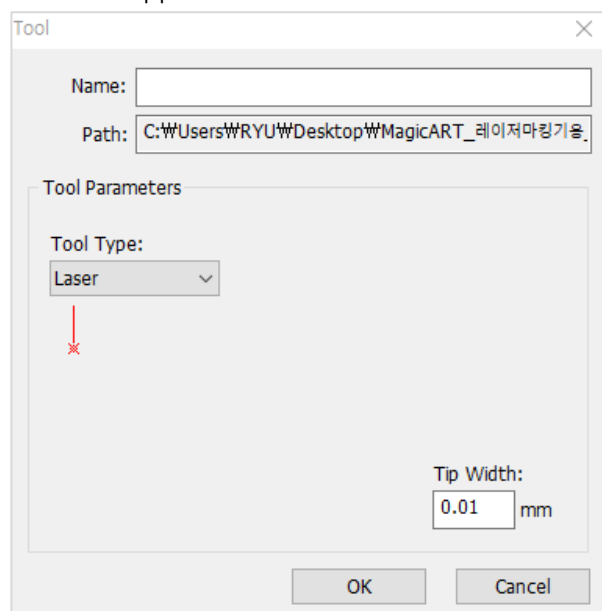 Tool
Name:
Path: C:₩Users₩RYU₩Desktop₩MagicART_레이저마킹기용_
Tool Parameters
Tool Type:
Laser
Tip Width:
0.01 mm
OK Cancel